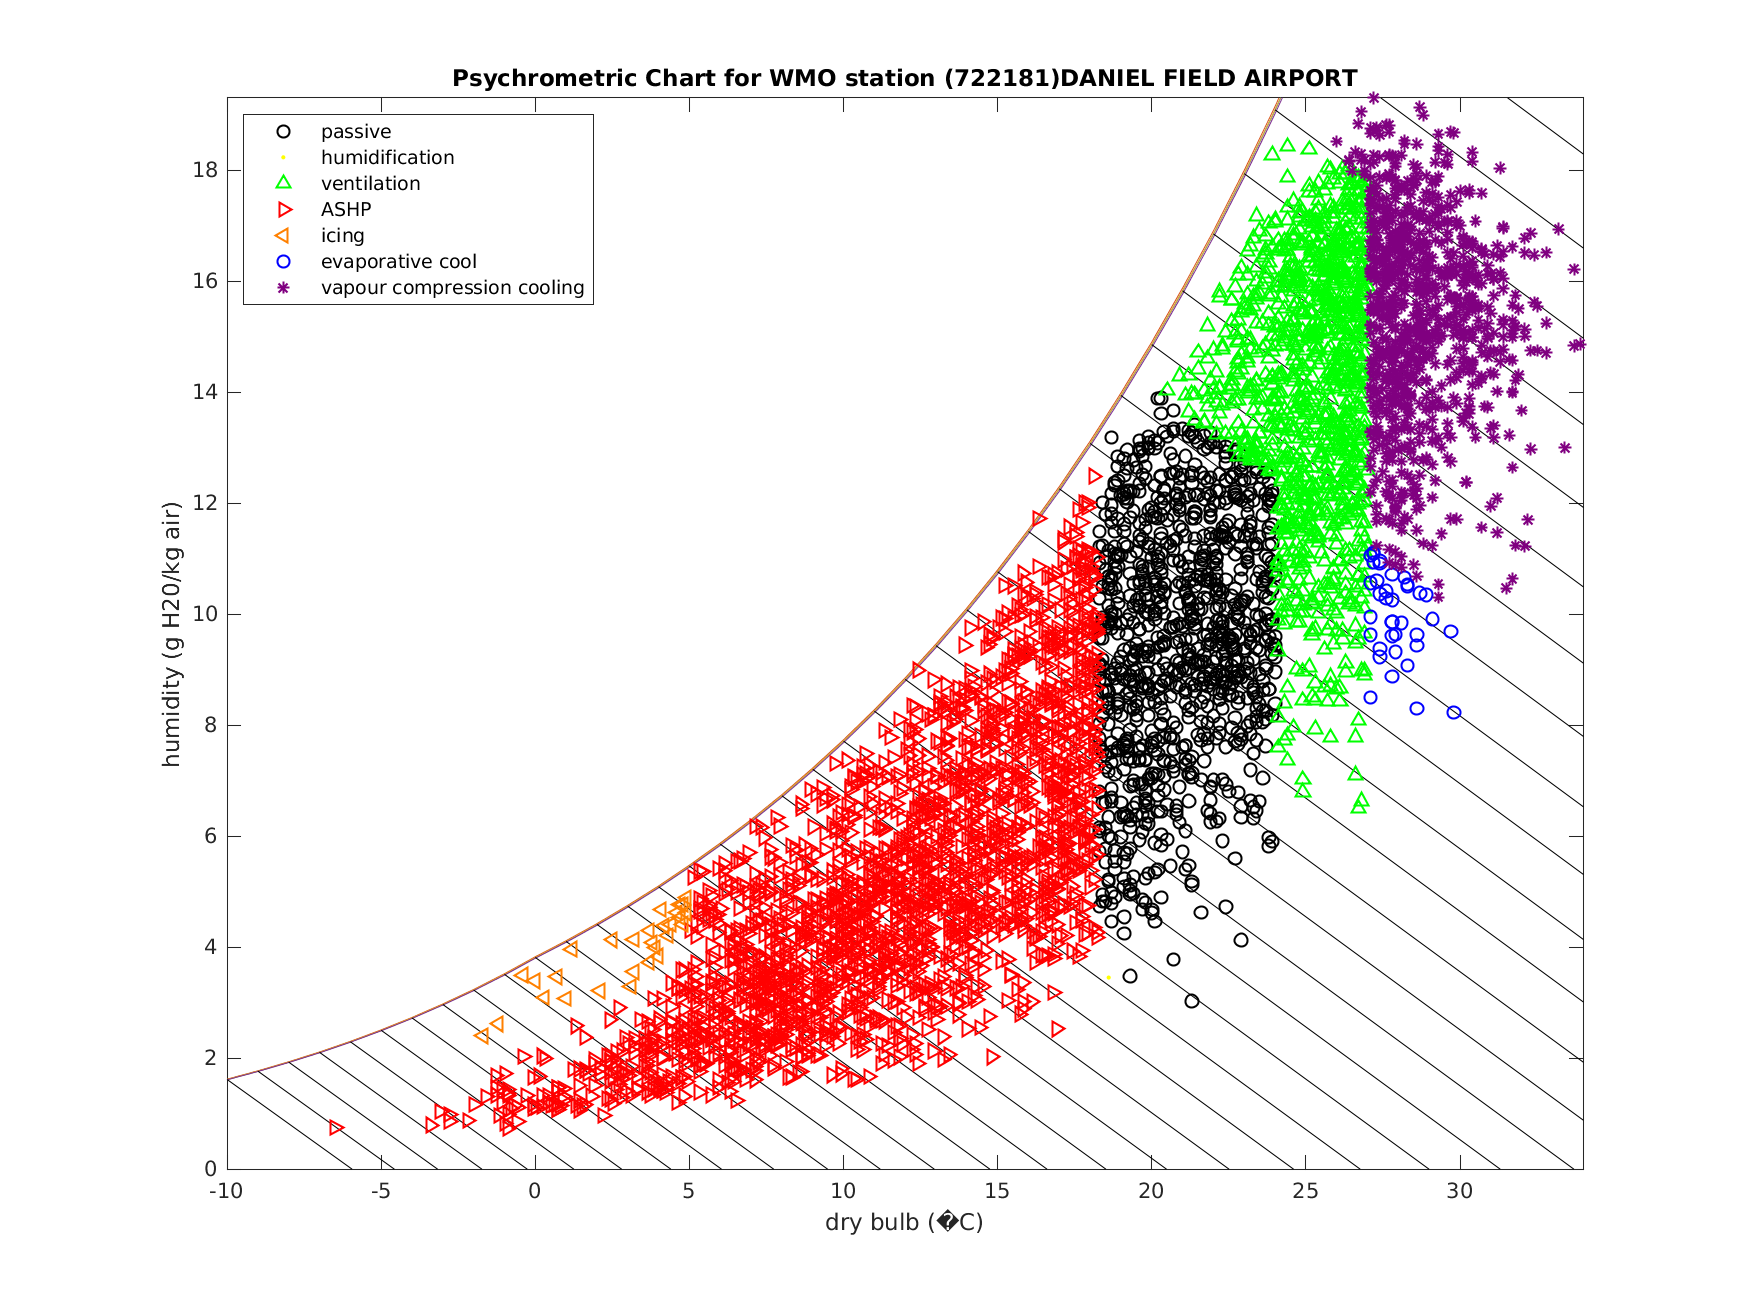 Psychrometric Chart for WMO station (722181)DANIEL FIELD AIRPORT
passive
humidification
ventilation
ASHP
icing
evaporative cool
vapour compression cooling
humidity (g H20/kg air)
18
16
14
12
10
8
6
4
2
0
-10 -5 0 5 10 15 20 25 30
dry bulb (�C)